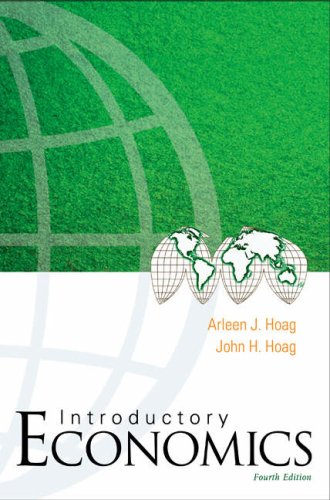 Arleen J. Hoag
John H. Hoag
Introductory
ECONOMICS
Fourth Edition